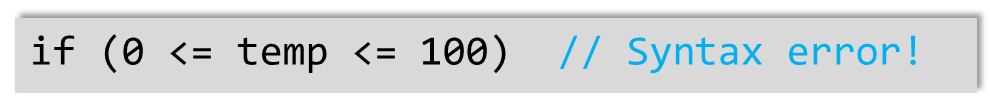 if (0 <= temp <= 100)  // Syntax error!